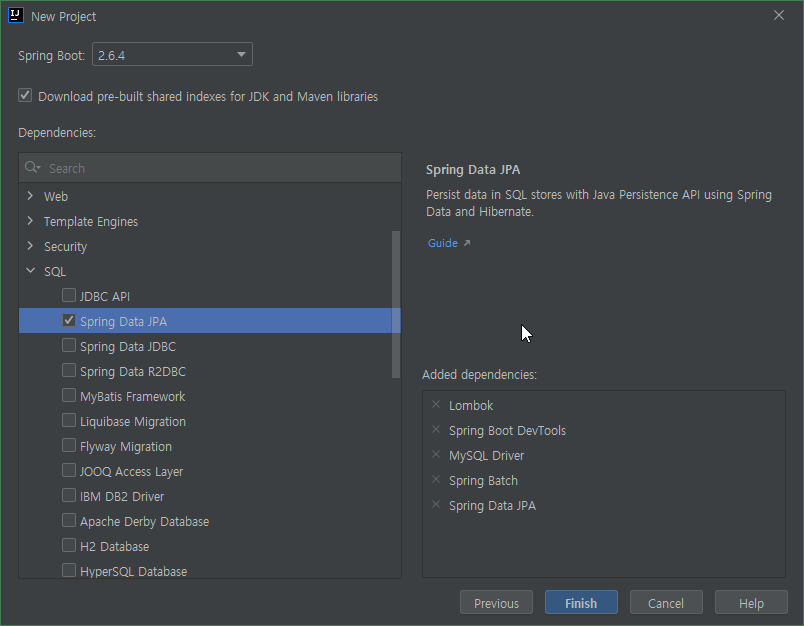 IJ New Project
Spring Boot: 2.6.4
Download pre-built shared indexes for JDK and Maven libraries
Dependencies:
Search
Web
Template Engines
Security
SQL
JDBC API
Spring Data JPA
Spring Data JDBC
Spring Data R2DBC
MyBatis Framework
Liquibase Migration
Flyway Migration
JOOQ Access Layer
IBM DB2 Driver
Apache Derby Database
H2 Database
HyperSQL Database
Spring Data JPA
Persist data in SQL stores with Java Persistence API using Spring
Data and Hibernate.
Guide
Added dependencies:
Lombok
Spring Boot DevTools
MySQL Driver
Spring Batch
Spring Data JPA
Previous Finish Cancel Help